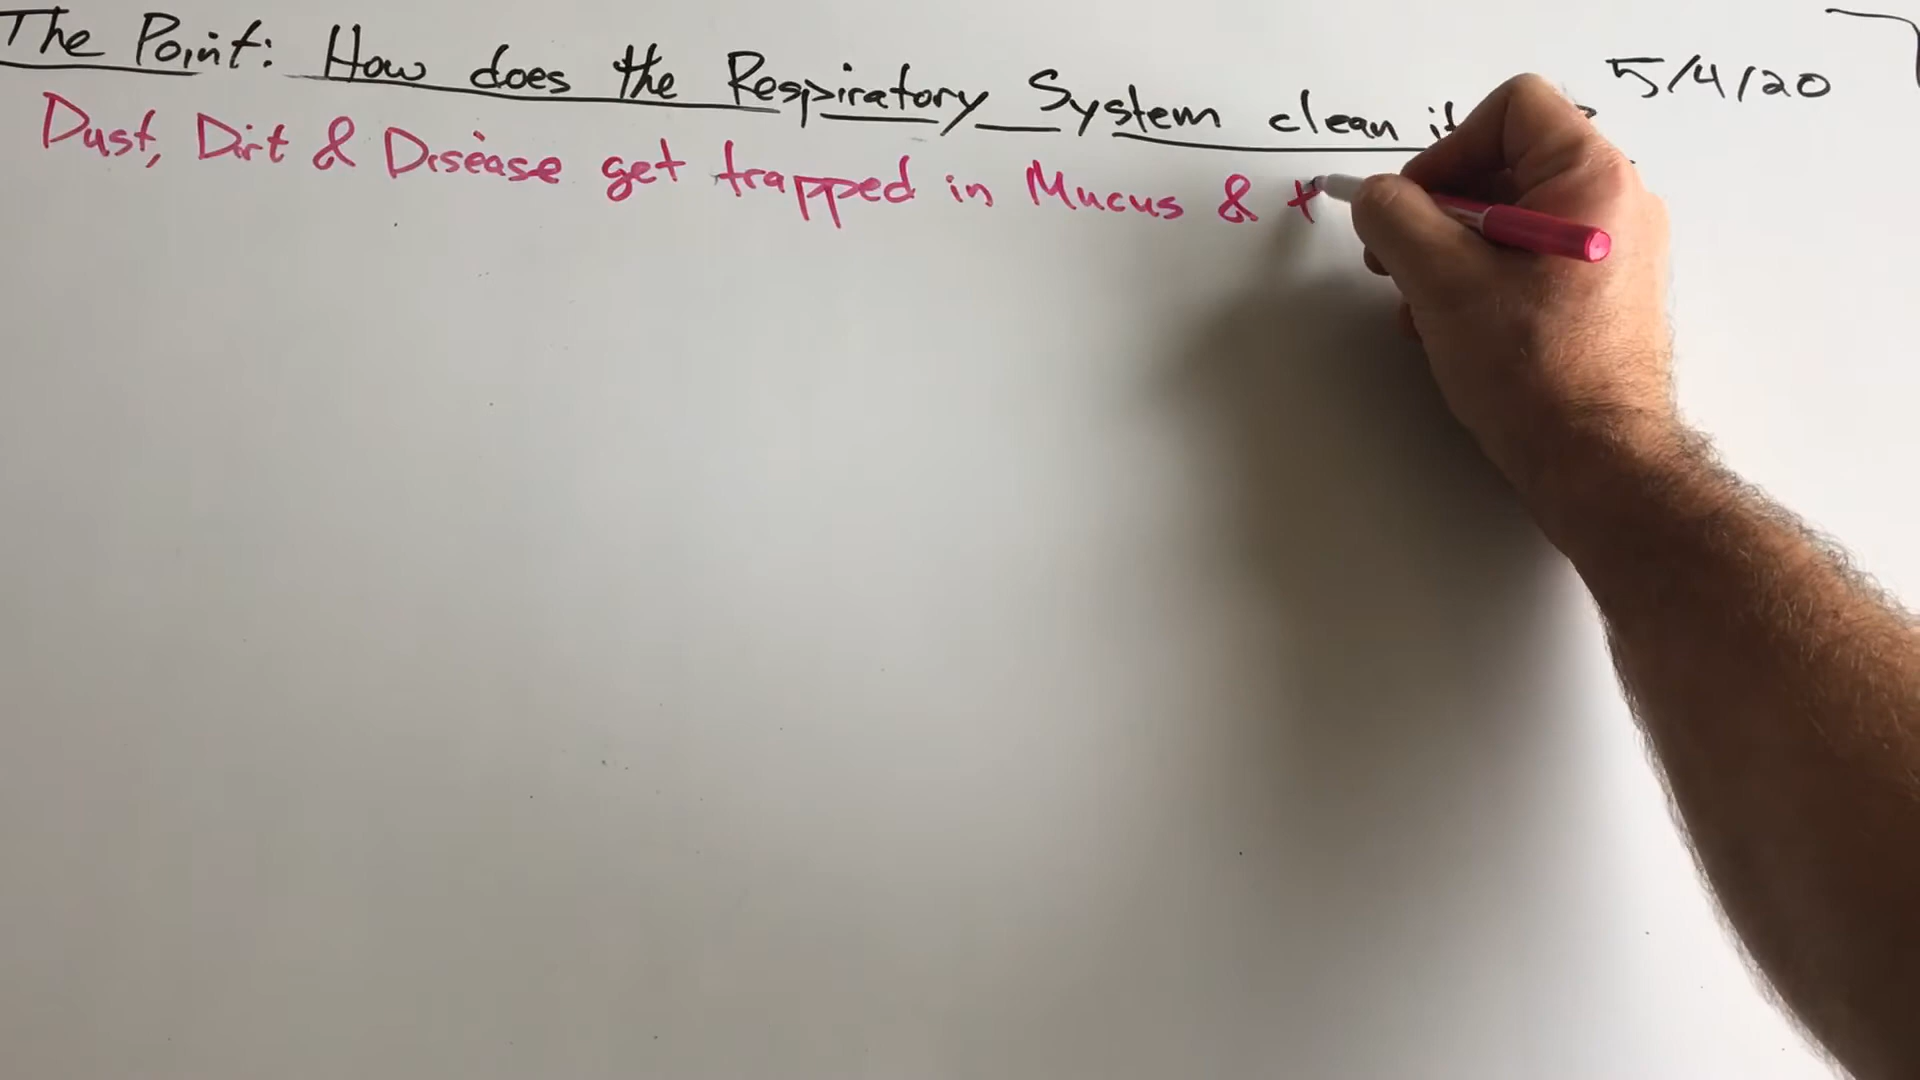 The Point: How does the Respiratory System clean 5/4/20
Dust, Dirt & Disease get trapped in Mucus &